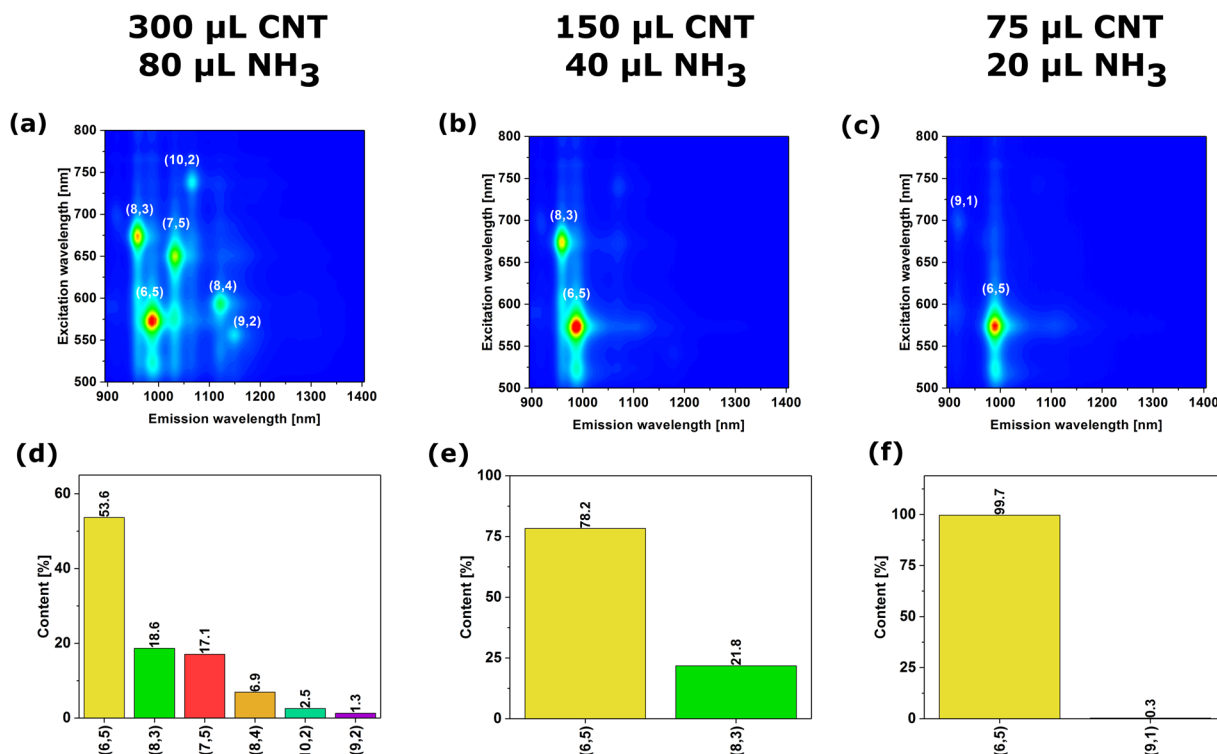 300 µL CNT
80 µL NH3
150 µL CNT
40 µL NH3
75 µL CNT
20 µL NH3
(a)
800
750
700
650
600
550
500
Excitation wavelength [nm]
(10,2)
(8,3)
(7,5)
(6,5)
(8,4)
(9,2)
900 1000 1100 1200 1300 1400
Emission wavelength [nm]
(b)
800
750
700
650
600
550
500
Excitation wavelength [nm]
(8,3)
(6,5)
900 1000 1100 1200 1300 1400
Emission wavelength [nm]
(c)
800
750
700
650
600
550
500
Excitation wavelength [nm]
(9,1)
(6,5)
900 1000 1100 1200 1300 1400
Emission wavelength [nm]
(d)
60
40
20
0
Content [%]
53.6
18.6
17.1
6.9
2.5
1.3
(6,5)
(8,3)
(7,5)
(8,4)
(10,2)
(9,2)
(e)
100
75
50
25
0
Content [%]
78.2
21.8
(6,5)
(8,3)
(f)
100
75
50
25
0
Content [%]
99.7
0.3
(6,5)
(9,1)